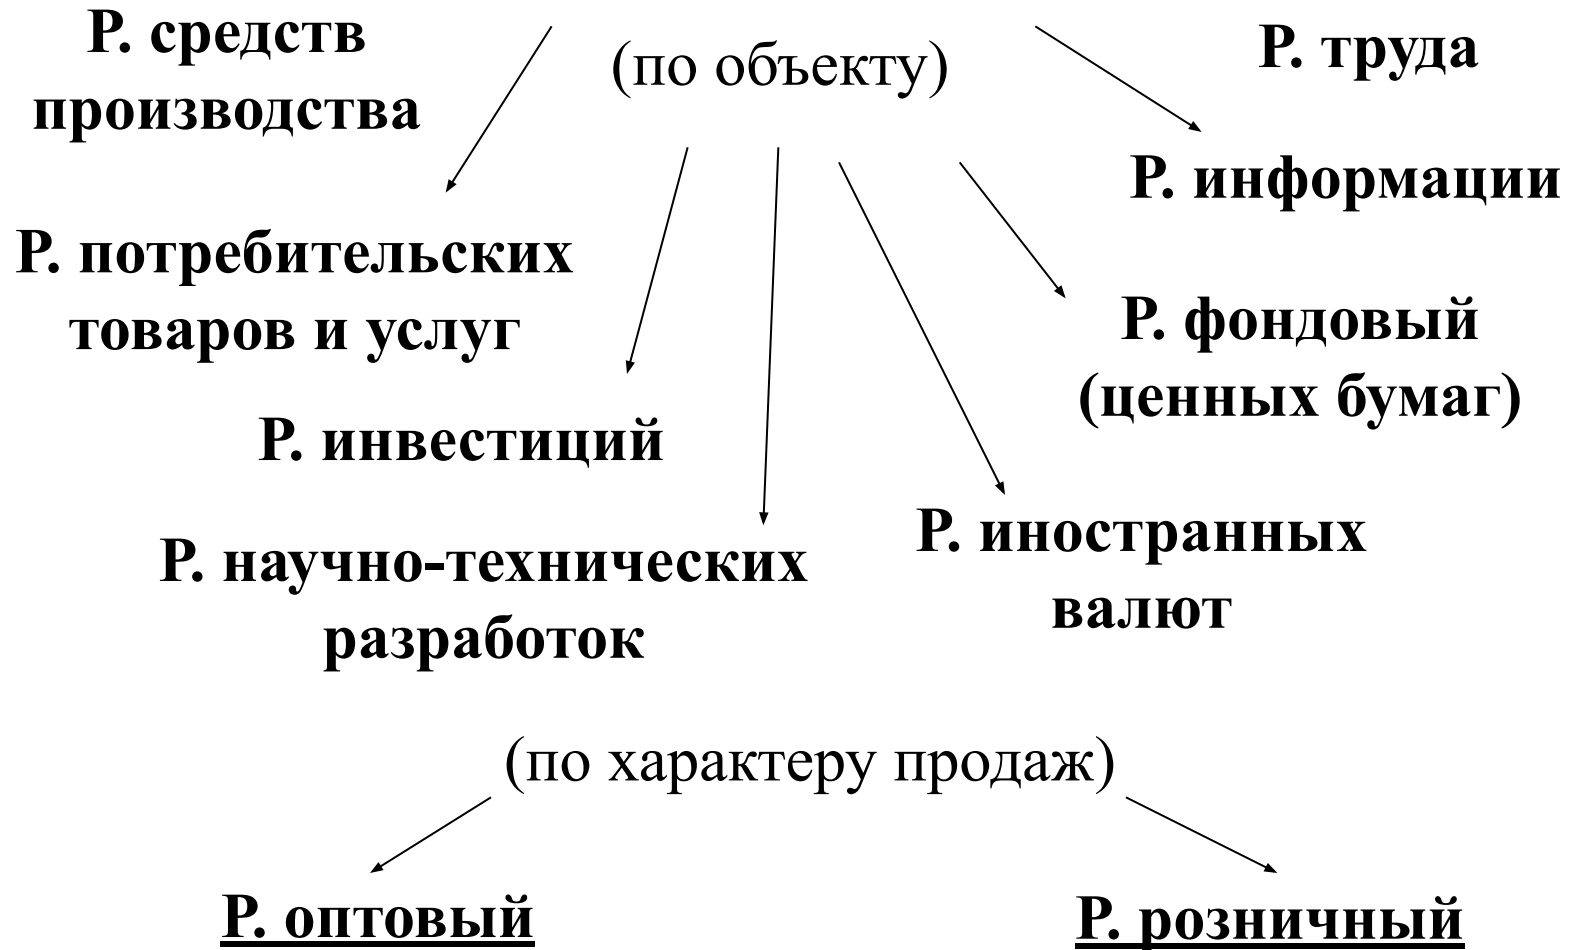 Р. средств
производства
(по объекту)
Р. труда
Р. информации
Р. потребительских
товаров и услуг
Р. фондовый
(ценных бумаг)
Р. инвестиций
Р. научно-технических
разработок
Р. иностранных
валют
(по характеру продаж)
Р. оптовый
Р. розничный